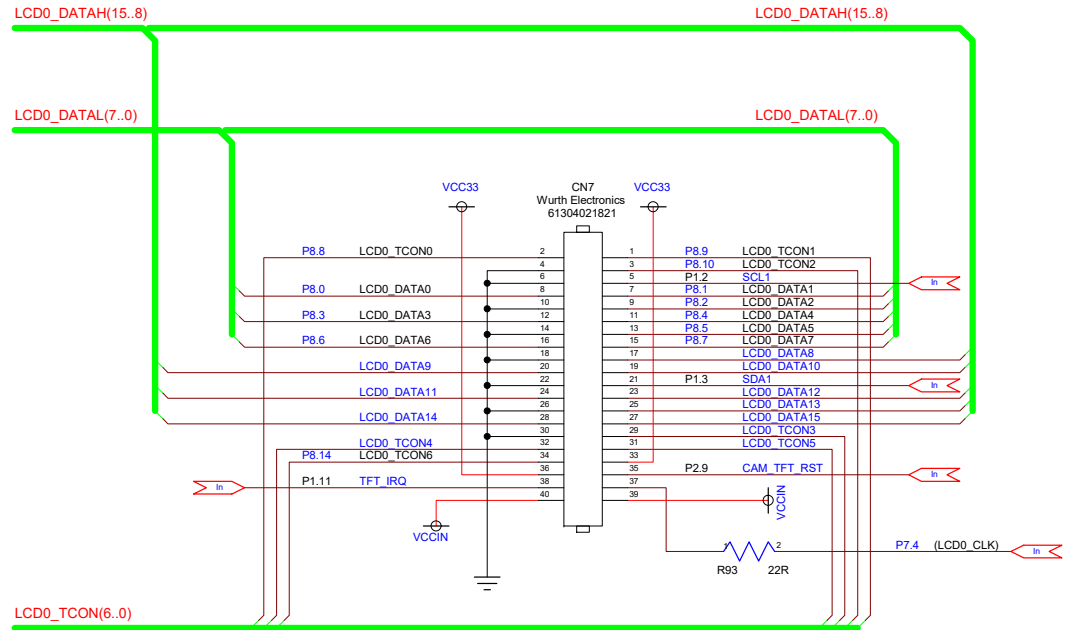 LCD0_DATAH(15..8) LCD0_DATAH(15..8)
LCD0_DATAL(7..0) LCD0_DATAL(7..0)
VCC33 CN7 VCC33
Wurth Electronics
61304021821
P8.8 LCD0_TCON0 2 1 P8.9 LCD0_TCON1
4 3 P8.10 LCD0_TCON2
6 5 P1.2 SCL1 In
P8.0 LCD0_DATA0 8 7 P8.1 LCD0_DATA1
10 9 P8.2 LCD0_DATA2
P8.3 LCD0_DATA3 12 11 P8.4 LCD0_DATA4
14 13 P8.5 LCD0_DATA5
P8.6 LCD0_DATA6 16 15 P8.7 LCD0_DATA7
18 17 LCD0_DATA8
LCD0_DATA9 20 19 LCD0_DATA10
22 21 P1.3 SDA1 In
LCD0_DATA11 24 23 LCD0_DATA12
26 25 LCD0_DATA13
LCD0_DATA14 28 27 LCD0_DATA15
30 29 LCD0_TCON3
LCD0_TCON4 32 31 LCD0_TCON5
P8.14 LCD0_TCON6 34 33
36 35 P2.9 CAM_TFT_RST In
In P1.11 TFT_IRQ 38 37
40 39
VCCIN VCCIN
1 2 P7.4 (LCD0_CLK) In
R93 22R
LCD0_TCON(6..0)